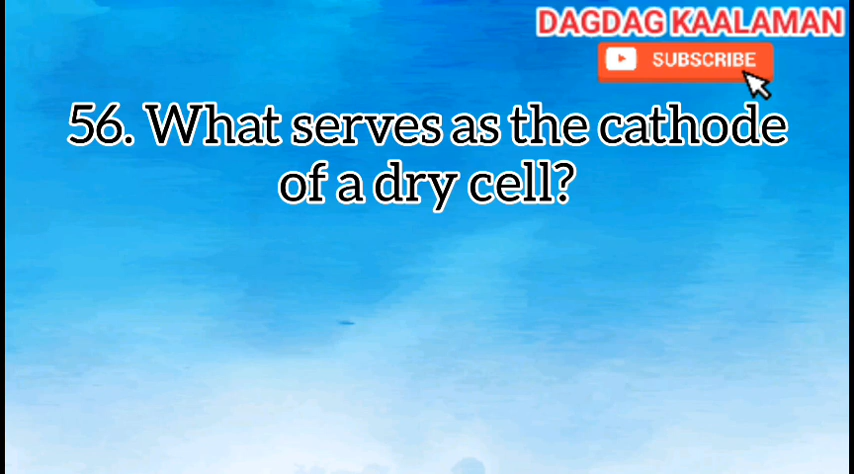 DAGDAG KAALAMAN
SUBSCRIBE
56. What serves as the cathode
of a dry cell?